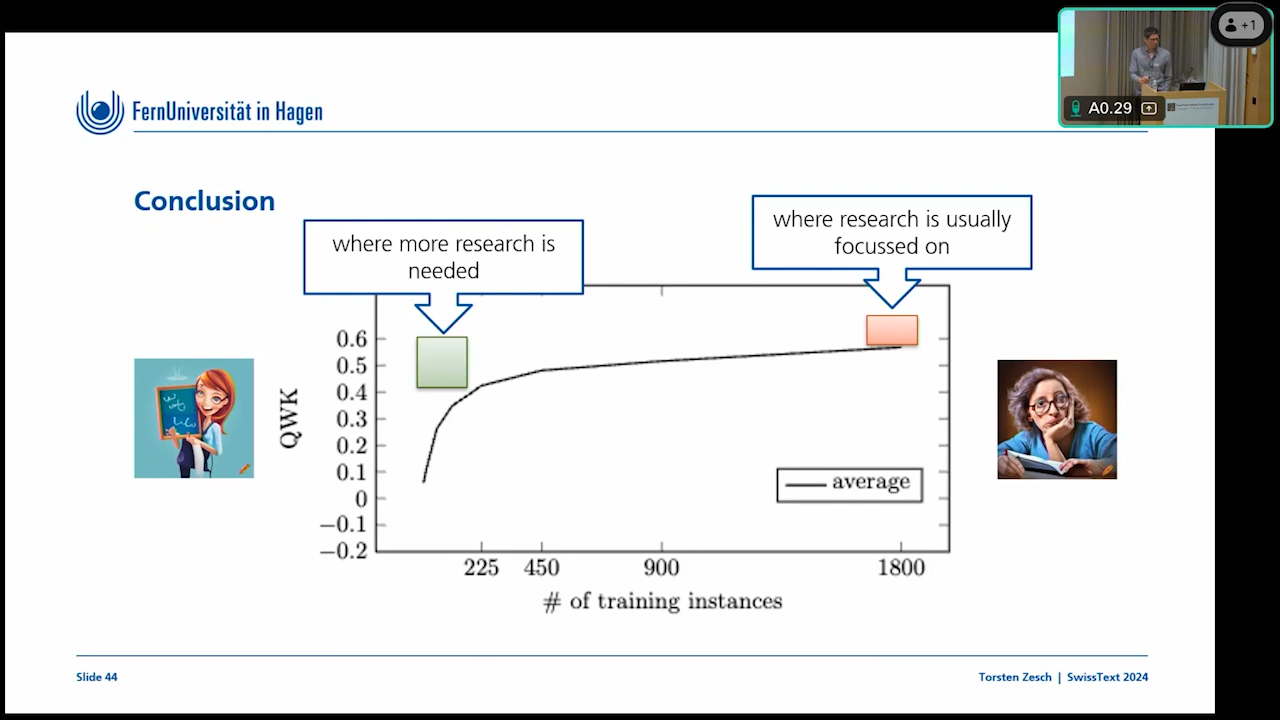 +1
A0.29
FernUniversität in Hagen
Conclusion
where more research is
needed
where research is usually
focussed on
0.6
0.5
0.4
0.3
0.2
0.1
0
−0.1
−0.2
QWK
average
225 450 900 1800
# of training instances
Slide 44
Torsten Zesch | SwissText 2024